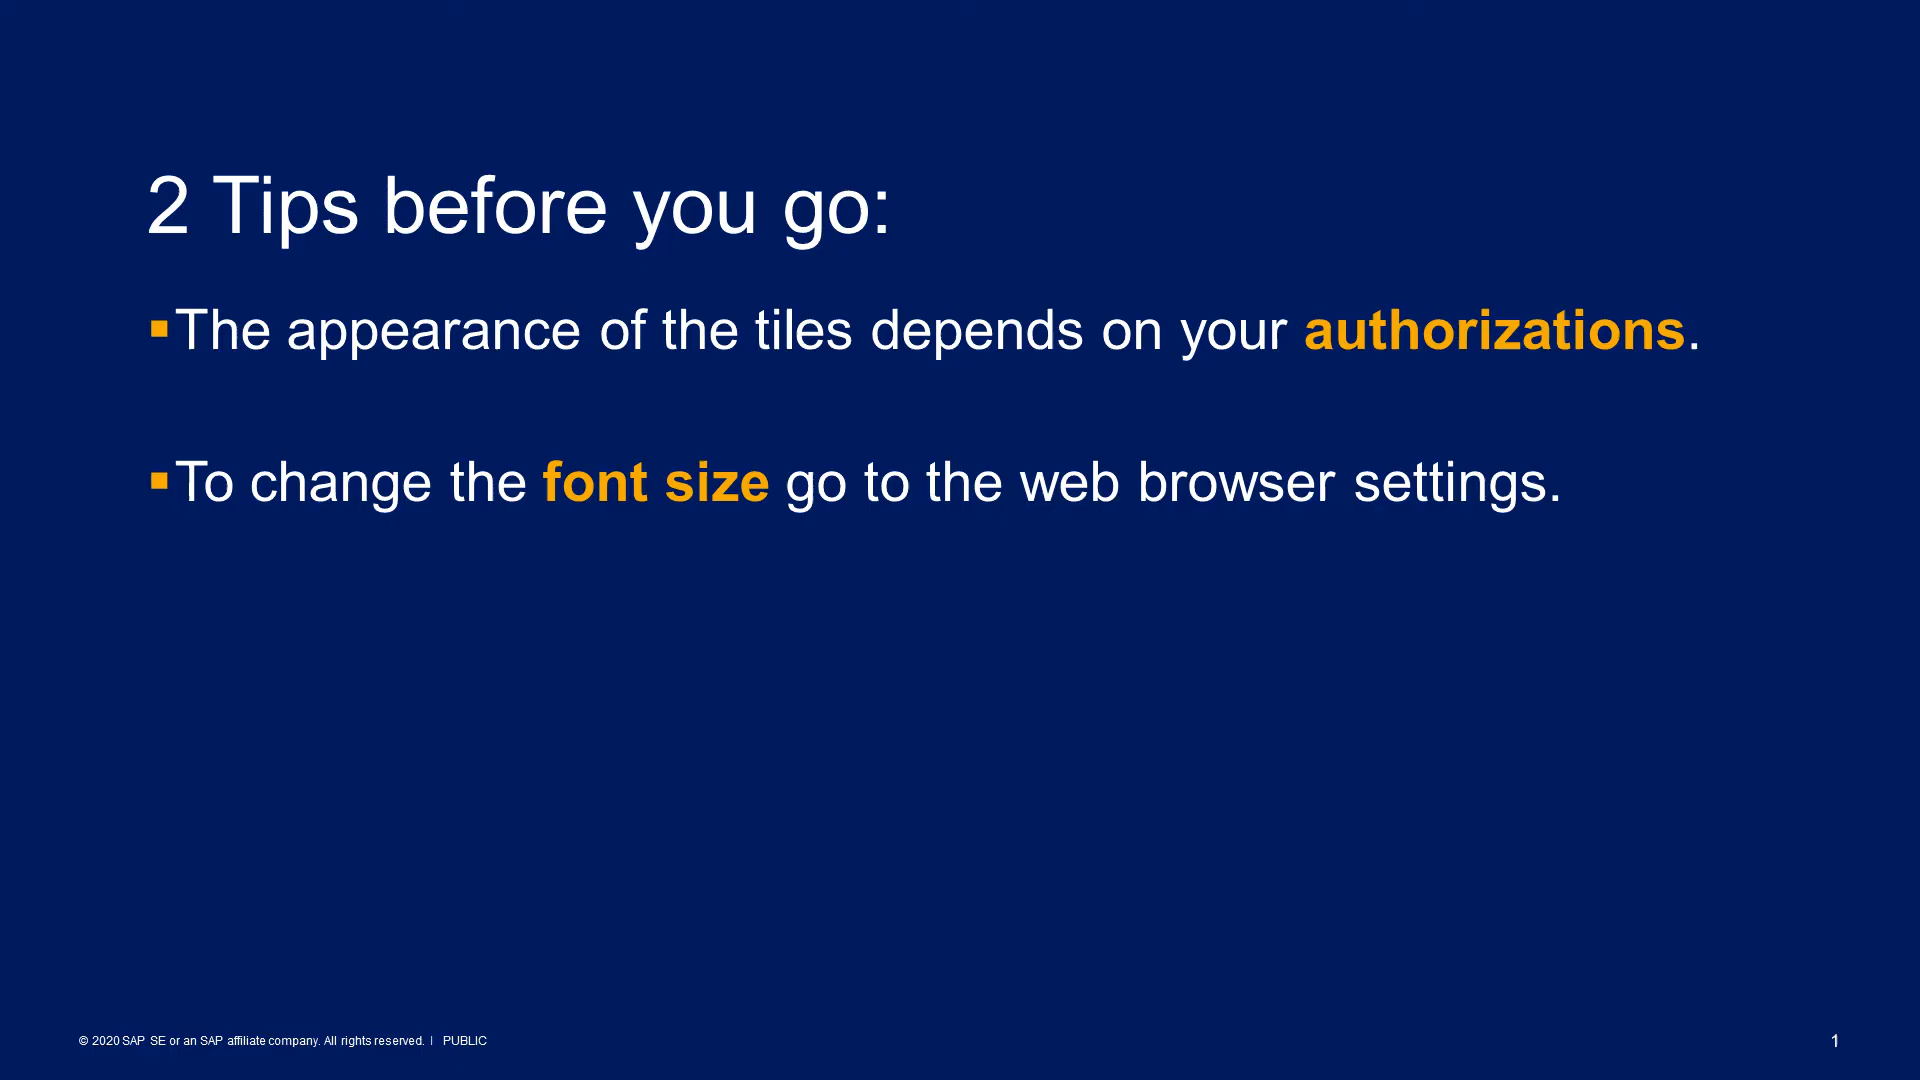 2 Tips before you go:
▪The appearance of the tiles depends on your authorizations.
▪To change the font size go to the web browser settings.
© 2020 SAP SE or an SAP affiliate company. All rights reserved. | PUBLIC
1